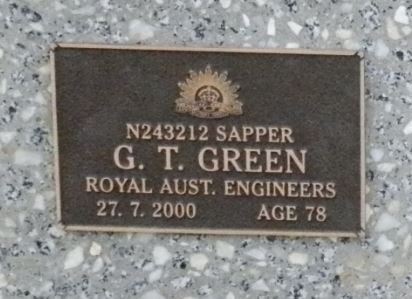 N243212 SAPPER
G. T. GREEN
ROYAL AUST. ENGINEERS
27. 7. 2000 AGE 78